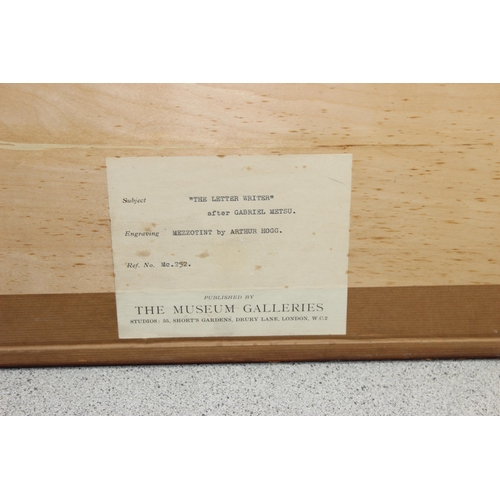 Subject "THE LETTER WRITER"
after GABRIEL METSU.
Engraving MEZZOTINT by ARTHUR HOGG.
Ref. No. Mo.252.
PUBLISHED BY
THE MUSEUM GALLERIES
STUDIOS: 53, SHORT'S GARDENS, DRURY LANE, LONDON, W.C.2